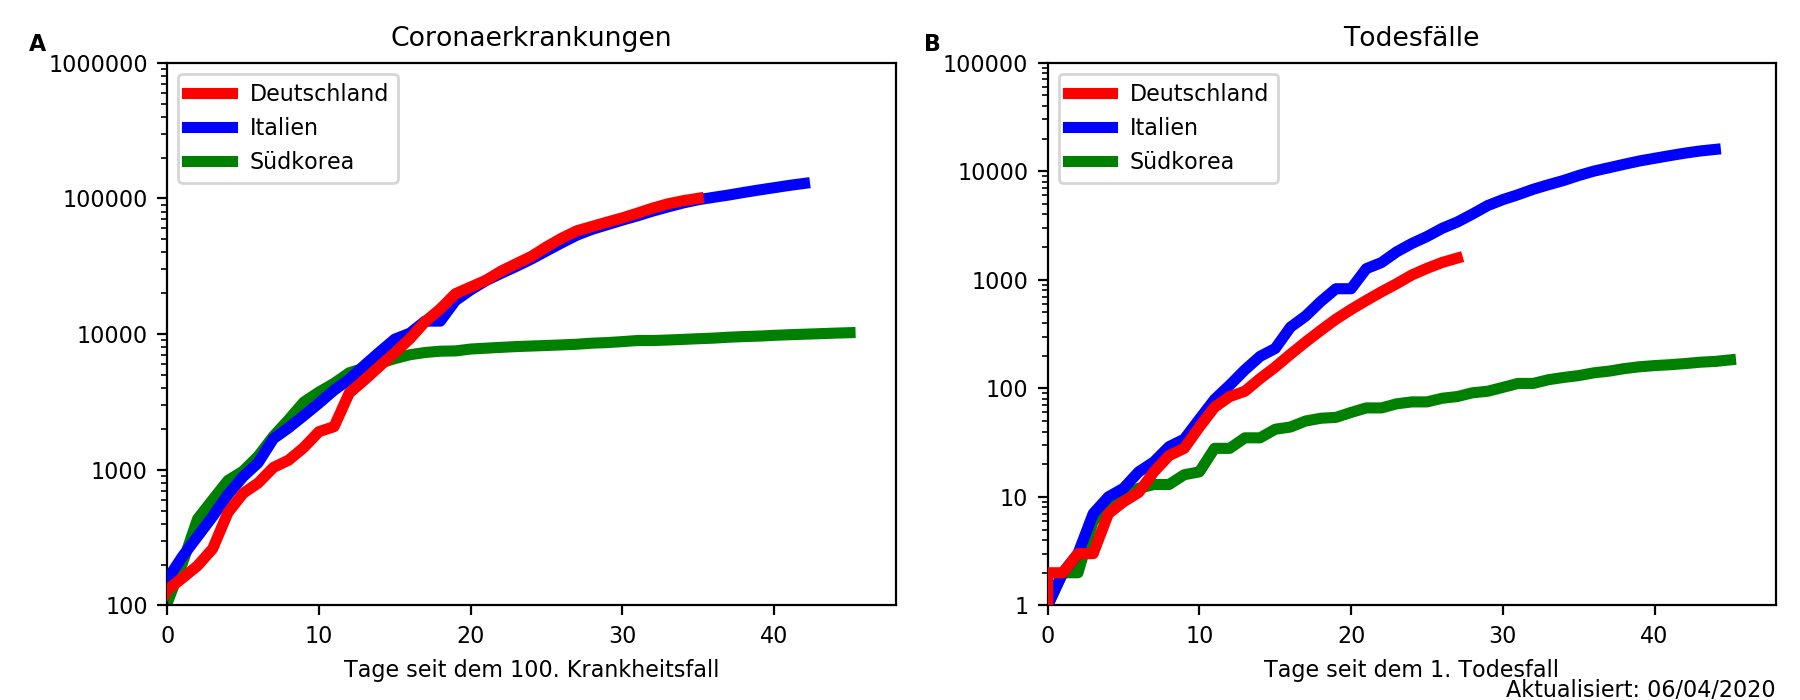 A
Coronaerkrankungen
1000000
100000
10000
1000
100
Deutschland
Italien
Südkorea
0 10 20 30 40
Tage seit dem 100. Krankheitsfall
B
Todesfälle
100000
10000
1000
100
10
1
Deutschland
Italien
Südkorea
0 10 20 30 40
Tage seit dem 1. Todesfall
Aktualisiert: 06/04/2020